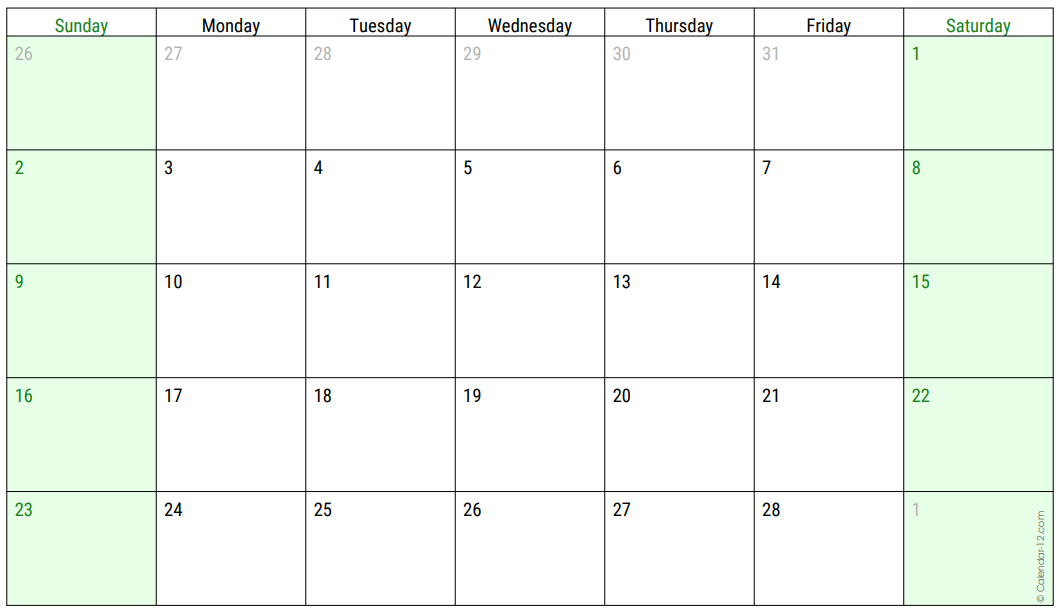 Sunday Monday Tuesday Wednesday Thursday Friday Saturday
26 27 28 29 30 31 1
2 3 4 5 6 7 8
9 10 11 12 13 14 15
16 17 18 19 20 21 22
23 24 25 26 27 28 1
© Calendar-12.com